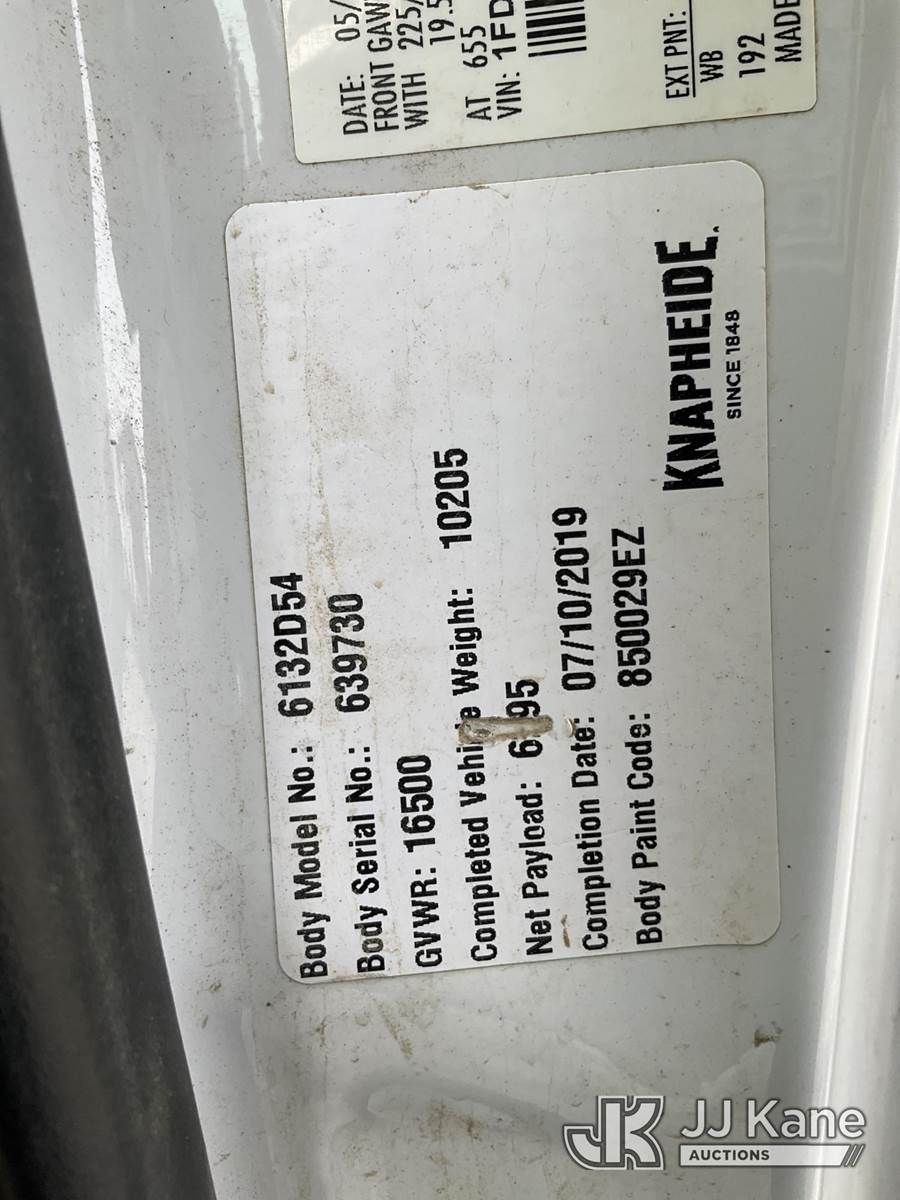 DATE: 05/
FRONT GAW
WITH 225/
19.5
AT 655
VIN: 1FD
EXT PNT:
WB
192
MADE
Body Model No.: 6132D54
Body Serial No.: 639730
GVWR: 16500
Completed Weight: 10205
Net Payload:
Completion Date: 07/10/2019
Body Paint Code: 850029EZ
KNAPHEIDE.
SINCE 1848
JK JJ Kane
AUCTIONS